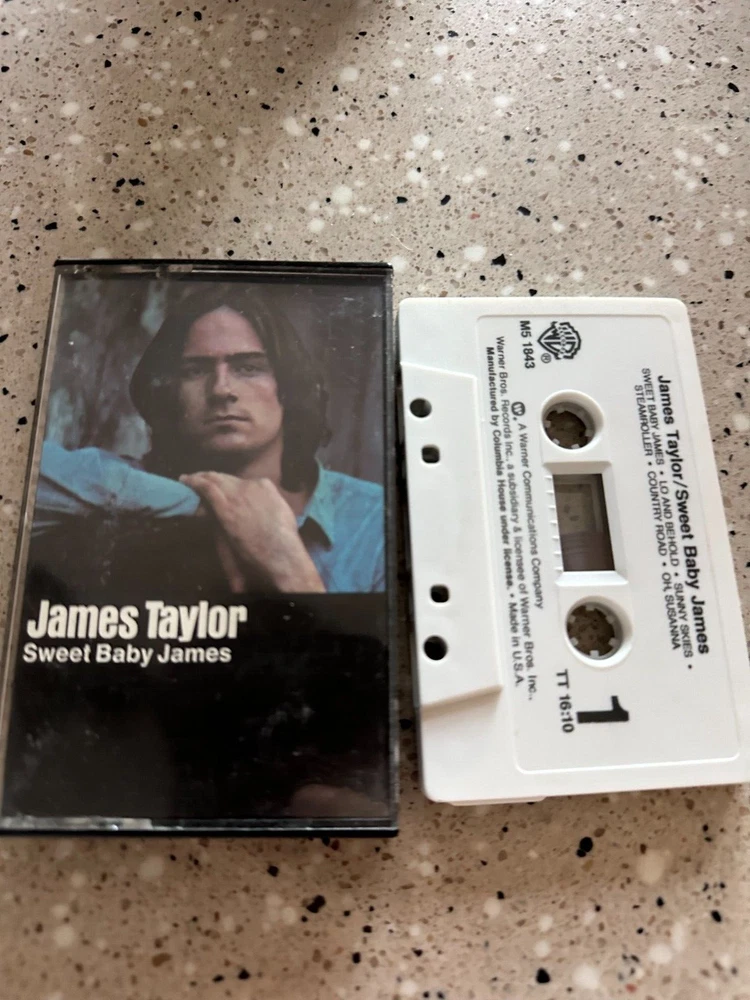 James Taylor
Sweet Baby James
James Taylor/Sweet Baby James
SWEET BABY JAMES • LO AND BEHOLD • SUNNY SKIES •
STEAMROLLER • COUNTRY ROAD • OH, SUSANNA
M5 1843
1
TT 16:10
A Warner Communications Company
Warner Bros. Records Inc., a subsidiary & licensee of Warner Bros. Inc.,
Manufactured by Columbia House under license. • Made in U.S.A.